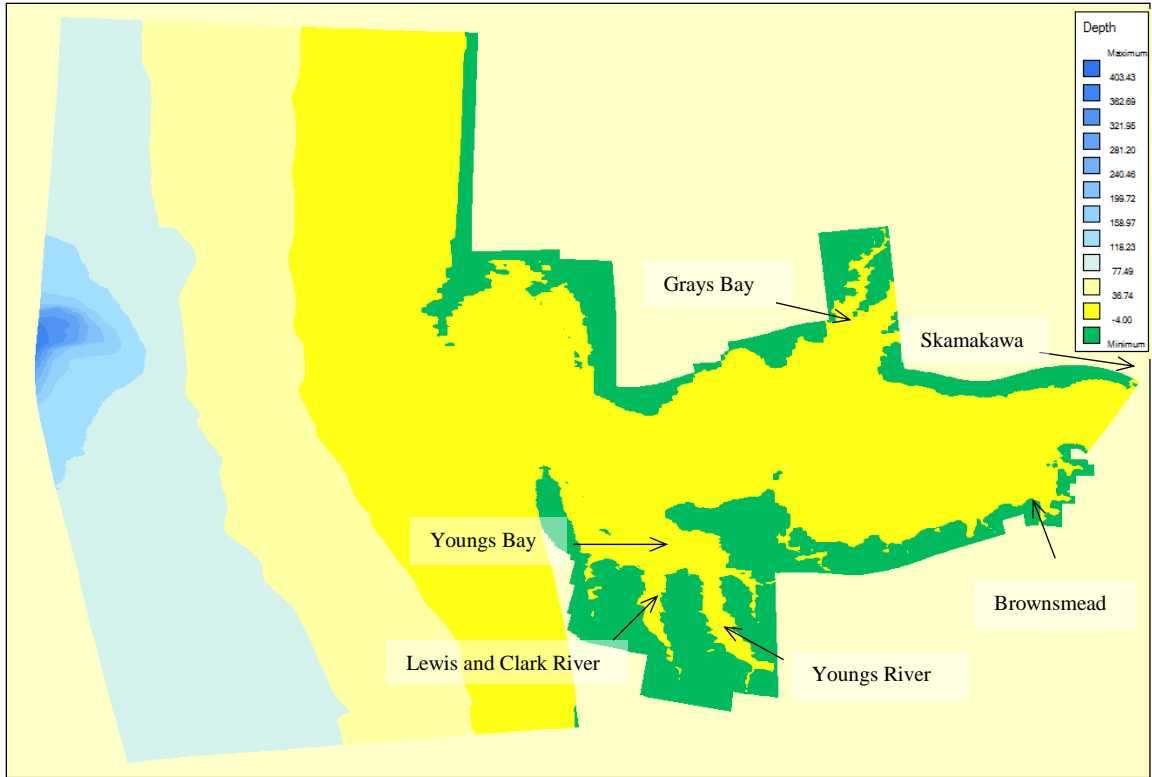 Depth
Maximum
403.43
362.69
321.95
281.20
240.46
199.72
158.97
118.23
77.49
36.74
-4.00
Minimum
Grays Bay
Skamakawa
Youngs Bay
Brownsmead
Lewis and Clark River
Youngs River